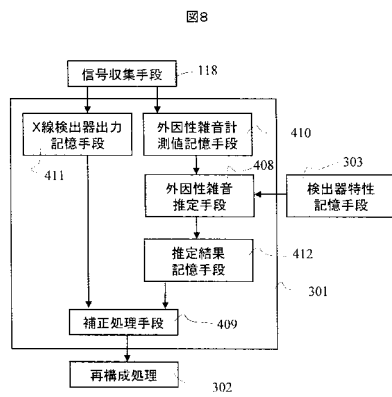 図8
信号収集手段
118
X線検出器出力
記憶手段
411
外因性雑音計
測値記憶手段
410
408
303
外因性雑音
推定手段
検出器特性
記憶手段
推定結果
記憶手段
412
301
補正処理手段
409
再構成処理
302